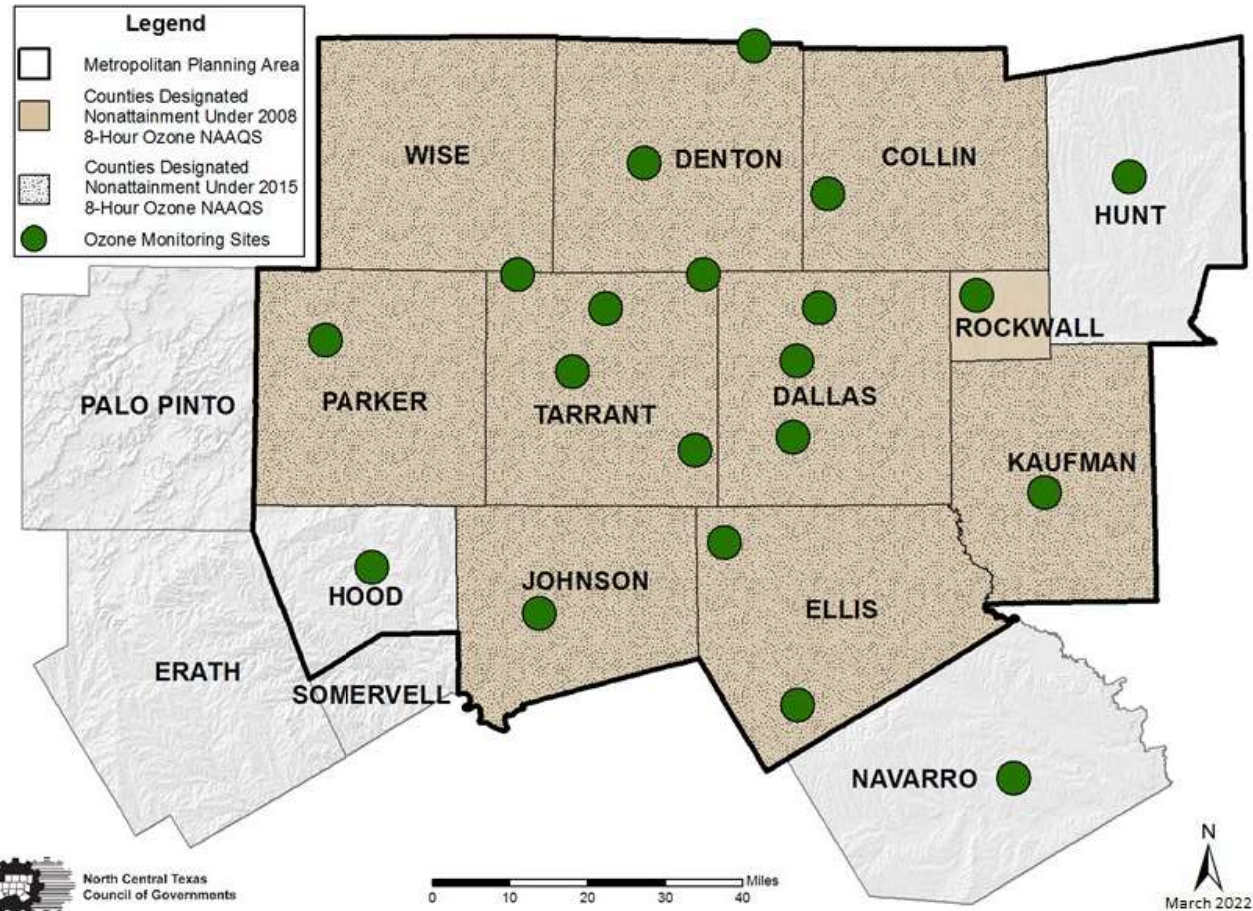 Legend
Metropolitan Planning Area
Counties Designated
Nonattainment Under 2008
8-Hour Ozone NAAQS
Counties Designated
Nonattainment Under 2015
8-Hour Ozone NAAQS
Ozone Monitoring Sites
WISE
DENTON
COLLIN
HUNT
ROCKWALL
PALO PINTO
PARKER
TARRANT
DALLAS
KAUFMAN
HOOD
JOHNSON
ELLIS
ERATH
SOMERVELL
NAVARRO
North Central Texas
Council of Governments
Miles
0 10 20 30 40
N
March 2022